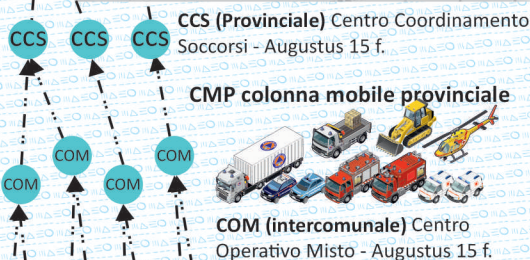 CCS (Provinciale) Centro Coordinamento
CCS CCS CCS Soccorsi - Augustus 15 f.
CMP colonna mobile provinciale
COM COM
COM COM
COM (intercomunale) Centro
Operativo Misto - Augustus 15 f.